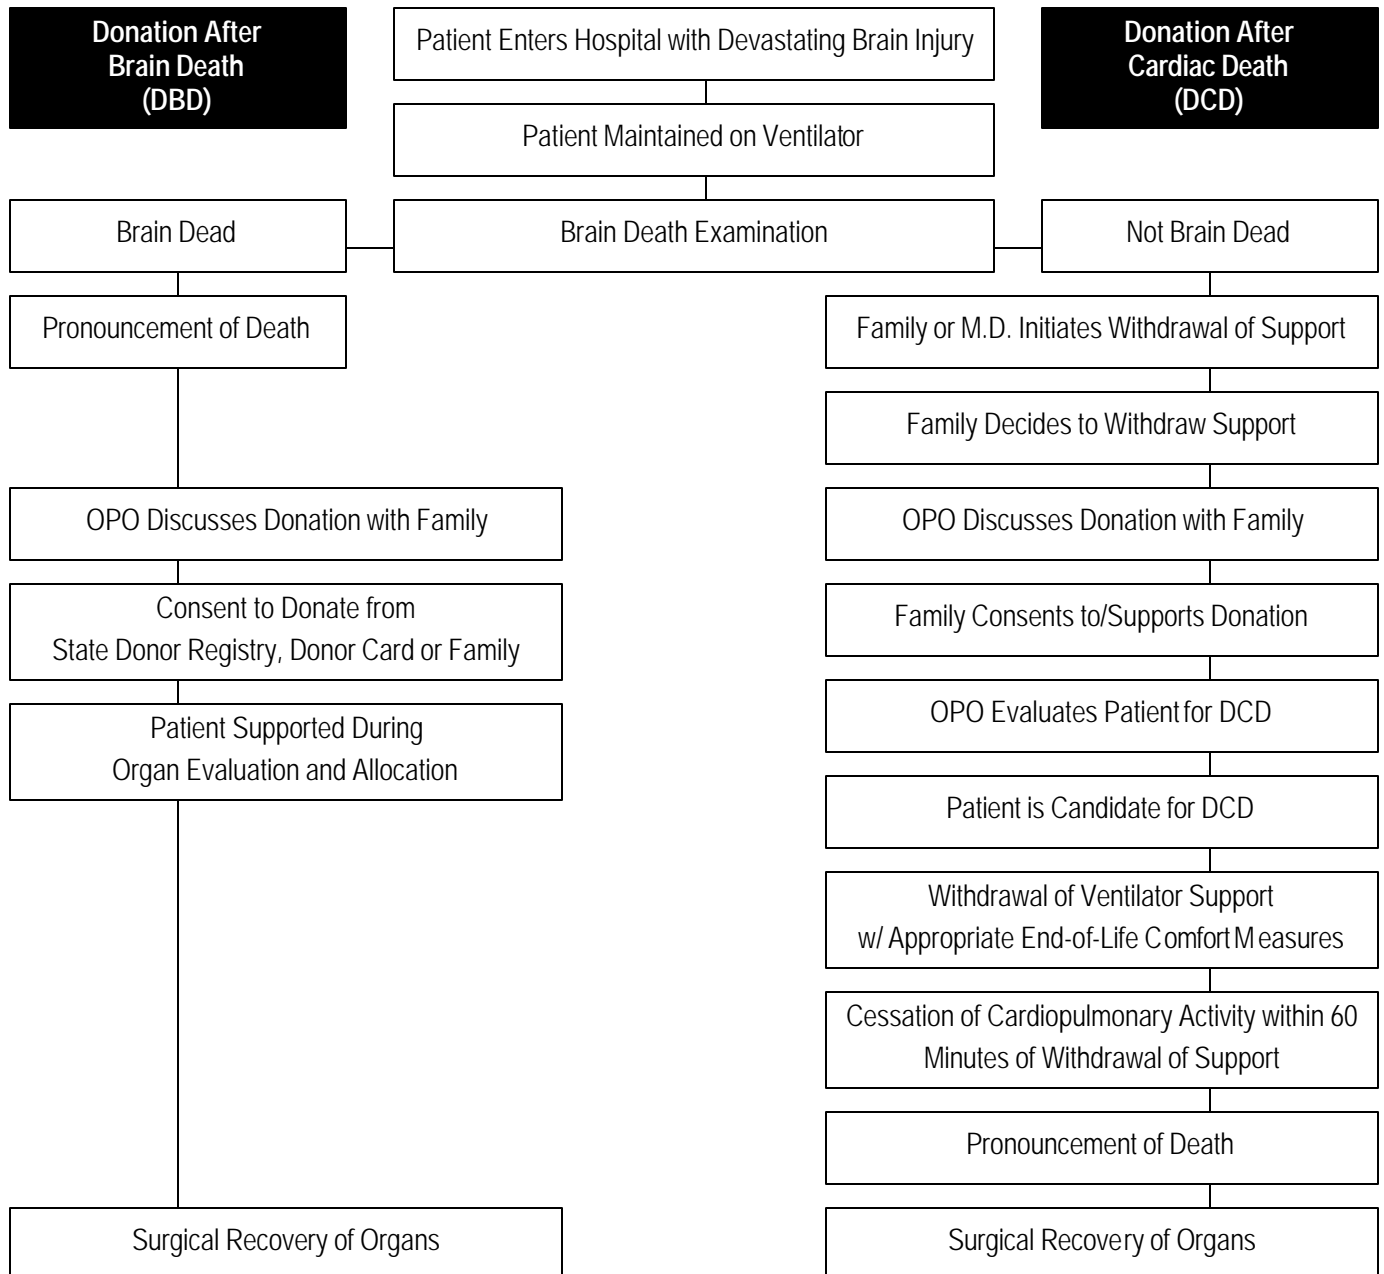 Donation After
Brain Death
(DBD)
Patient Enters Hospital with Devastating Brain Injury
Donation After
Cardiac Death
(DCD)
Patient Maintained on Ventilator
Brain Dead
Brain Death Examination
Not Brain Dead
Pronouncement of Death
Family or M.D. Initiates Withdrawal of Support
Family Decides to Withdraw Support
OPO Discusses Donation with Family
OPO Discusses Donation with Family
Consent to Donate from
State Donor Registry, Donor Card or Family
Family Consents to/Supports Donation
Patient Supported During
Organ Evaluation and Allocation
OPO Evaluates Patient for DCD
Patient is Candidate for DCD
Withdrawal of Ventilator Support
w/ Appropriate End-of-Life Comfort Measures
Cessation of Cardiopulmonary Activity within 60
Minutes of Withdrawal of Support
Pronouncement of Death
Surgical Recovery of Organs
Surgical Recovery of Organs